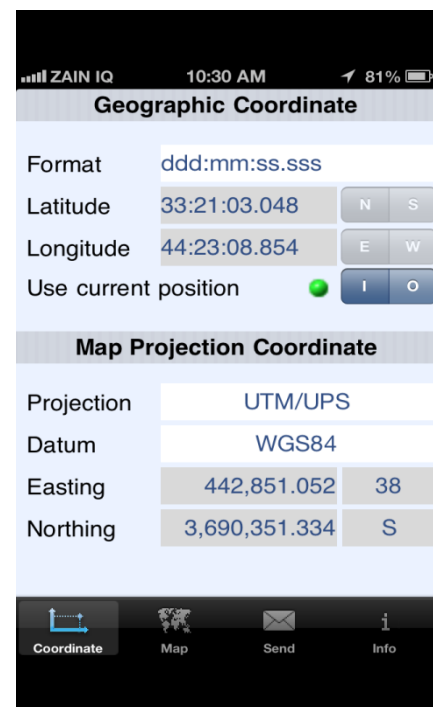 ZAIN IQ 10:30 AM 81%
Geographic Coordinate
Format ddd:mm:ss.sss
Latitude 33:21:03.048 N S
Longitude 44:23:08.854 E W
Use current position I O
Map Projection Coordinate
Projection UTM/UPS
Datum WGS84
Easting 442,851.052 38
Northing 3,690,351.334 S
Coordinate Map Send Info